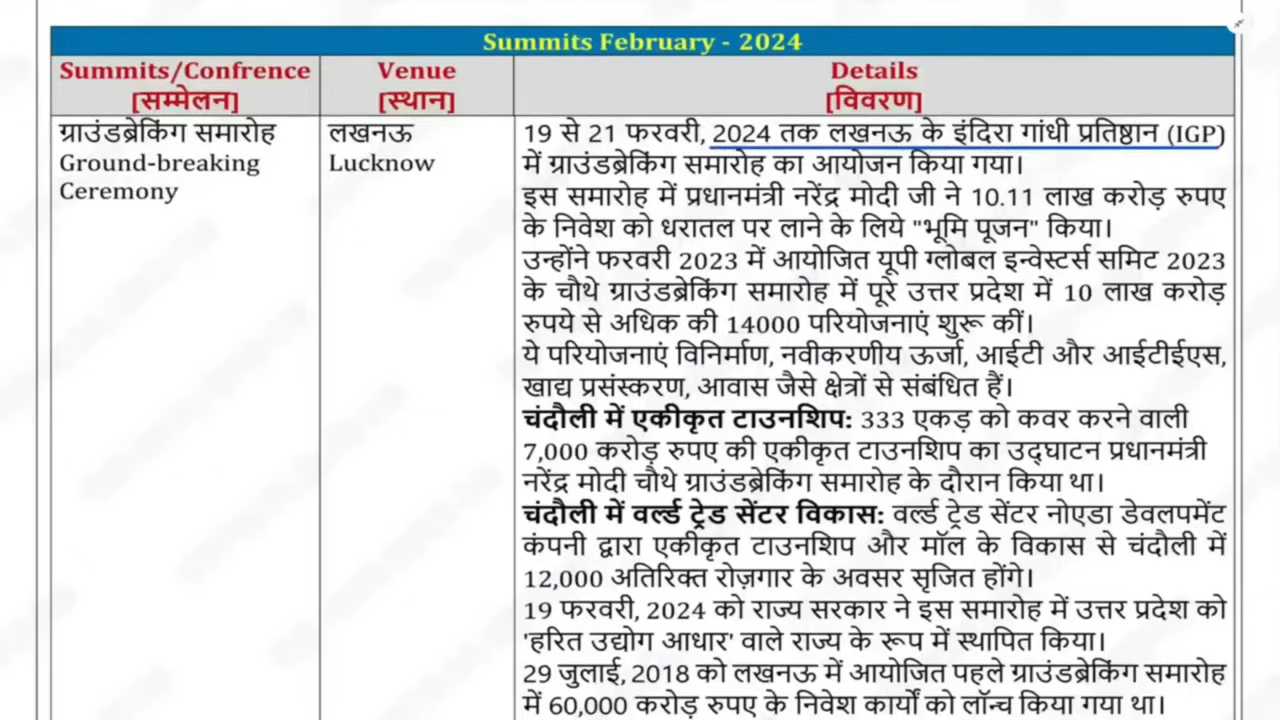 Summits February - 2024
Summits/Confrence
[सम्मेलन]
Venue
[स्थान]
Details
[विवरण]
ग्राउंडब्रेकिंग समारोह
Ground-breaking
Ceremony
लखनऊ
Lucknow
19 से 21 फरवरी, 2024 तक लखनऊ के इंदिरा गांधी प्रतिष्ठान (IGP)
में ग्राउंडब्रेकिंग समारोह का आयोजन किया गया।
इस समारोह में प्रधानमंत्री नरेंद्र मोदी जी ने 10.11 लाख करोड़ रुपए
के निवेश को धरातल पर लाने के लिये "भूमि पूजन" किया।
उन्होंने फरवरी 2023 में आयोजित यूपी ग्लोबल इन्वेस्टर्स समिट 2023
के चौथे ग्राउंडब्रेकिंग समारोह में पूरे उत्तर प्रदेश में 10 लाख करोड़
रुपये से अधिक की 14000 परियोजनाएं शुरू कीं।
ये परियोजनाएं विनिर्माण, नवीकरणीय ऊर्जा, आईटी और आईटीईएस,
खाद्य प्रसंस्करण, आवास जैसे क्षेत्रों से संबंधित हैं।
चंदौली में एकीकृत टाउनशिप: 333 एकड़ को कवर करने वाली
7,000 करोड़ रुपए की एकीकृत टाउनशिप का उद्घाटन प्रधानमंत्री
नरेंद्र मोदी चौथे ग्राउंडब्रेकिंग समारोह के दौरान किया था।
चंदौली में वर्ल्ड ट्रेड सेंटर विकास: वर्ल्ड ट्रेड सेंटर नोएडा डेवलपमेंट
कंपनी द्वारा एकीकृत टाउनशिप और मॉल के विकास से चंदौली में
12,000 अतिरिक्त रोज़गार के अवसर सृजित होंगे।
19 फरवरी, 2024 को राज्य सरकार ने इस समारोह में उत्तर प्रदेश को
'हरित उद्योग आधार' वाले राज्य के रूप में स्थापित किया।
29 जुलाई, 2018 को लखनऊ में आयोजित पहले ग्राउंडब्रेकिंग समारोह
में 60,000 करोड़ रुपए के निवेश कार्यों को लॉन्च किया गया था।